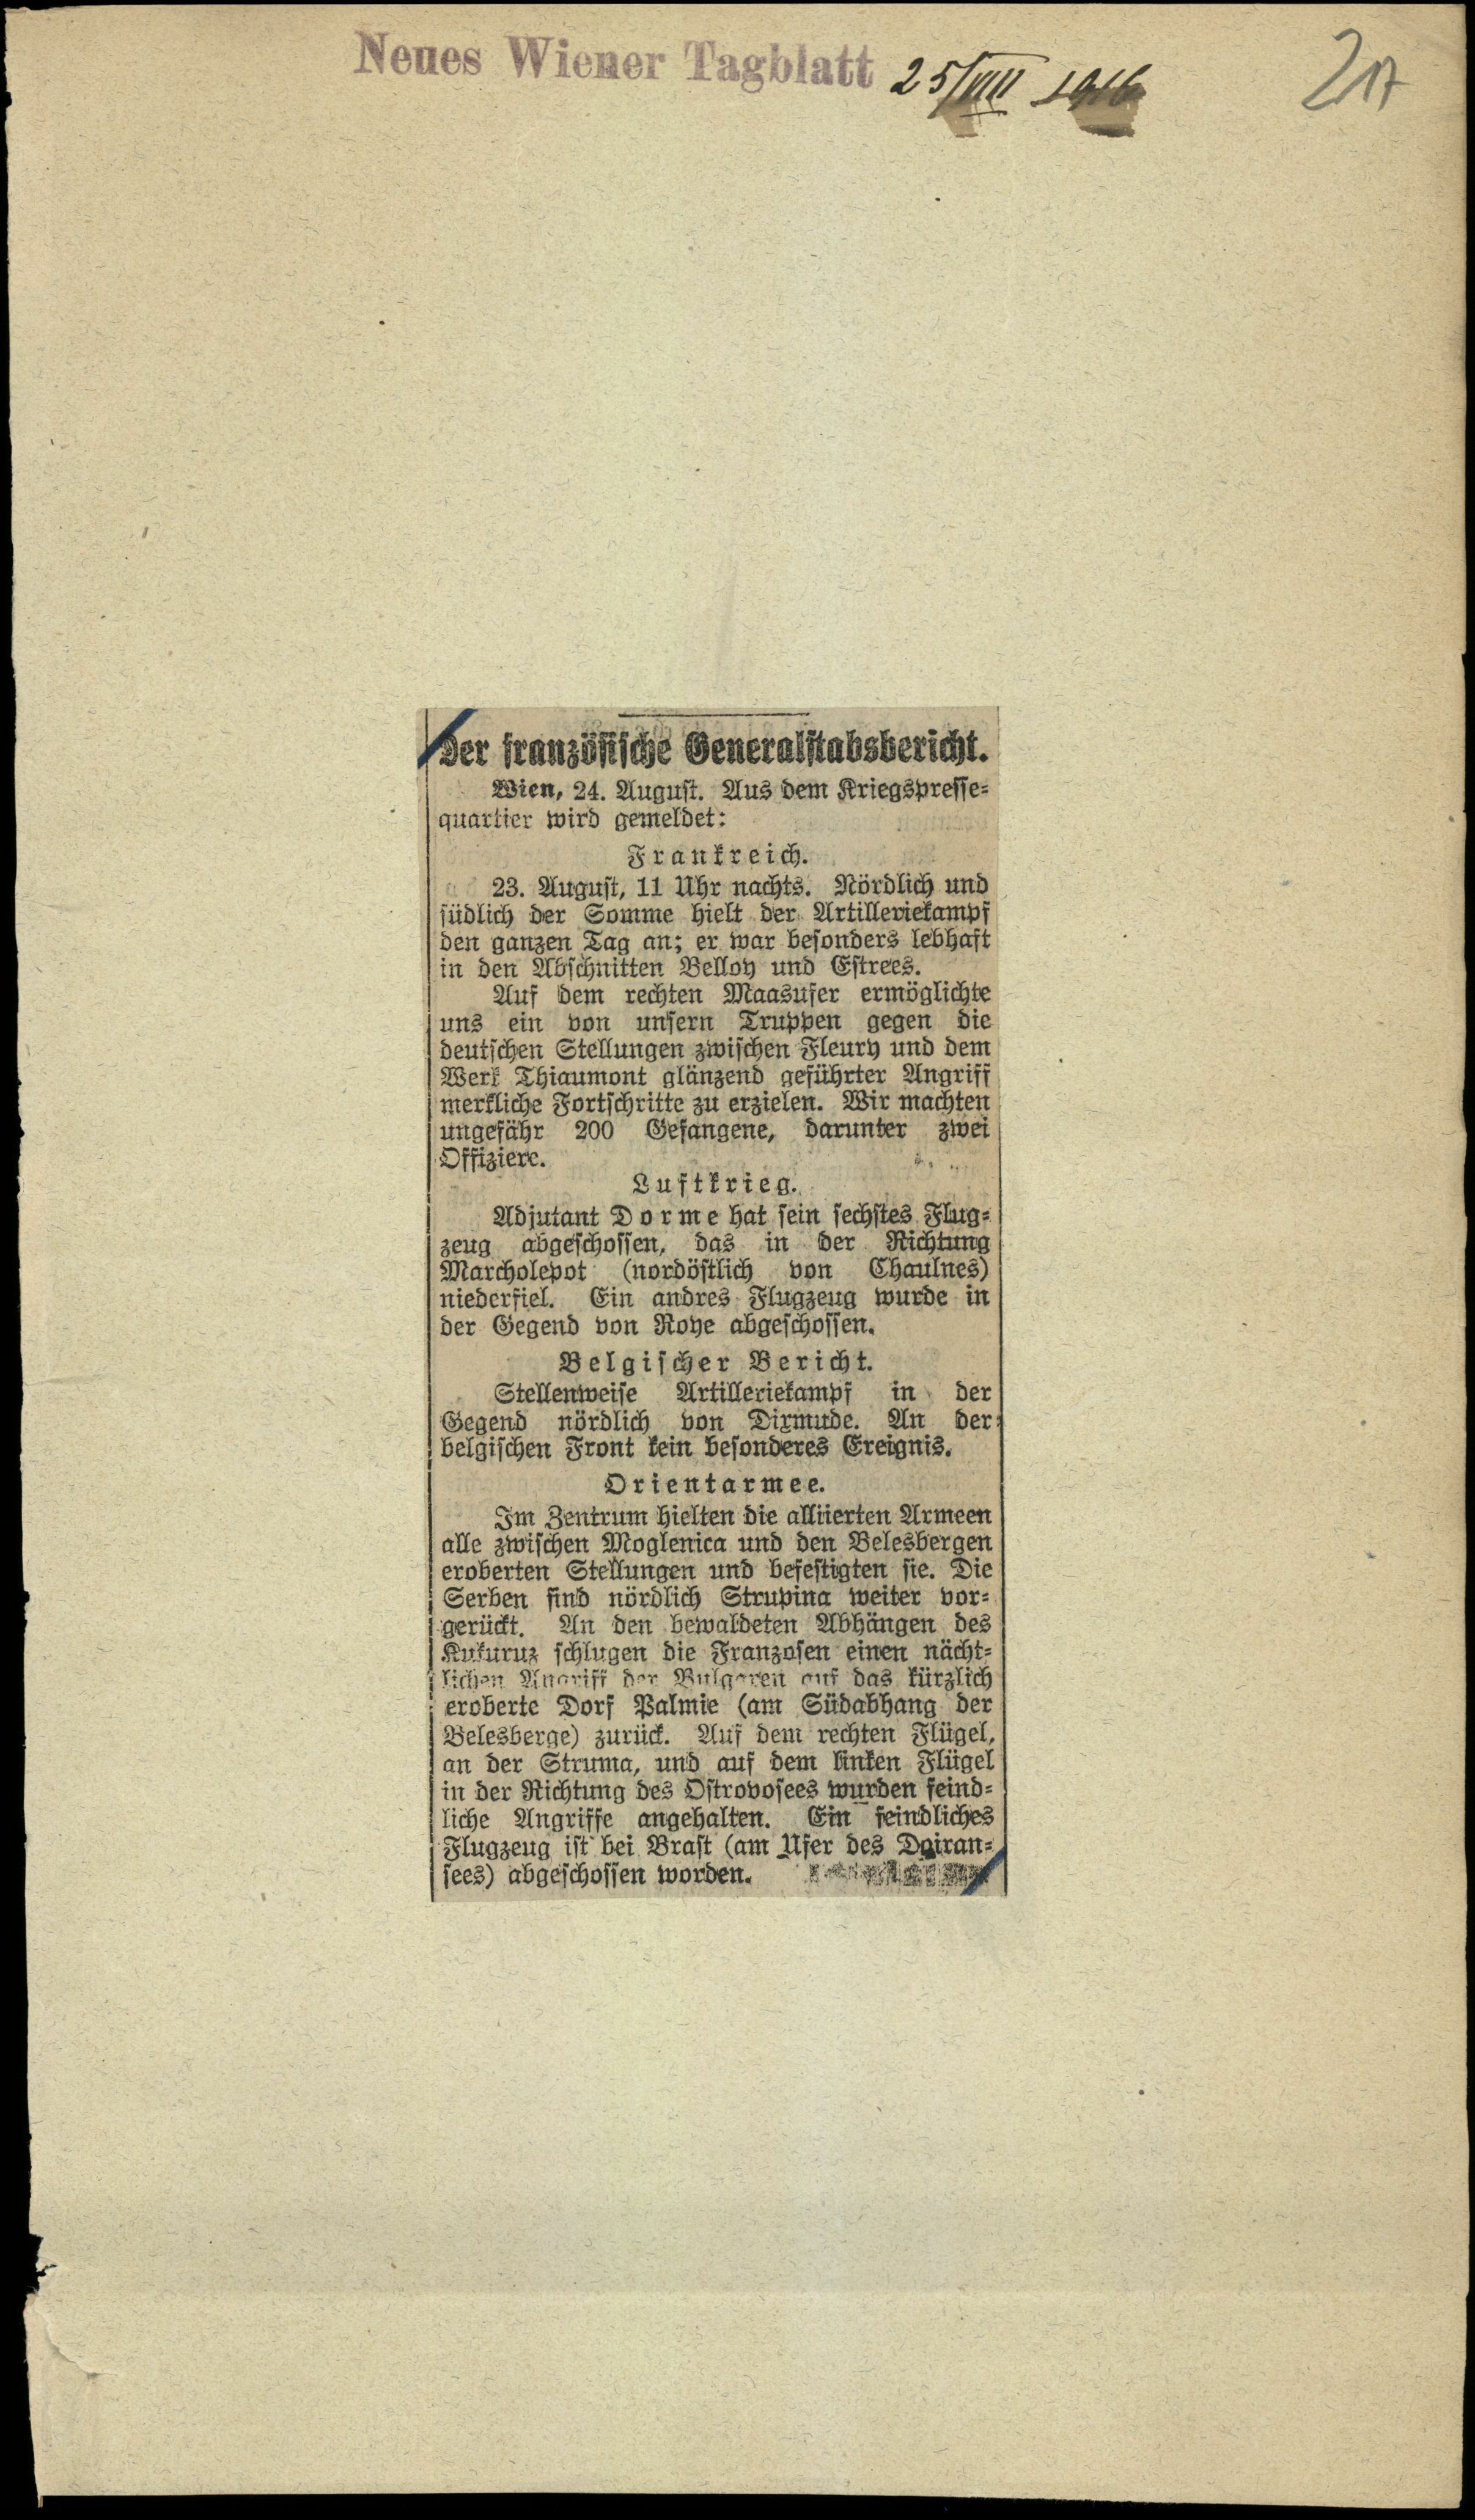 Neues Wiener Tagblatt 25/VIII 1916
217
Der französische Generalstabsbericht.
Wien, 24. August. Aus dem Kriegspresse-
quartier wird gemeldet:
Frankreich.
23. August, 11 Uhr nachts. Nördlich und
südlich der Somme hielt der Artilleriekampf
den ganzen Tag an; er war besonders lebhaft
in den Abschnitten Belloy und Estrees.
Auf dem rechten Maasufer ermöglichte
uns ein von unsern Truppen gegen die
deutschen Stellungen zwischen Fleury und dem
Werk Thiaumont glänzend geführter Angriff
merkliche Fortschritte zu erzielen. Wir machten
ungefähr 200 Gefangene, darunter zwei
Offiziere.
Luftkrieg.
Adjutant Dorme hat sein sechstes Flug-
zeug abgeschossen, das in der Richtung
Marcholepot (nordöstlich von Chaulnes)
niederfiel. Ein andres Flugzeug wurde in
der Gegend von Roye abgeschossen.
Belgischer Bericht.
Stellenweise Artilleriekampf in der
Gegend nördlich von Dixmude. An der
belgischen Front kein besonderes Ereignis.
Orientarmee.
Im Zentrum hielten die alliierten Armeen
alle zwischen Moglenica und den Belesbergen
eroberten Stellungen und befestigten sie. Die
Serben sind nördlich Strupina weiter vor-
gerückt. An den bewaldeten Abhängen des
Kukuruz schlugen die Franzosen einen nächt-
lichen Angriff der Bulgaren auf das kürzlich
eroberte Dorf Palmie (am Südabhang der
Belesberge) zurück. Auf dem rechten Flügel,
an der Struma, und auf dem linken Flügel
in der Richtung des Ostrovosees wurden feind-
liche Angriffe angehalten. Ein feindliches
Flugzeug ist bei Brast (am Ufer des Doiran-
sees) abgeschossen worden.